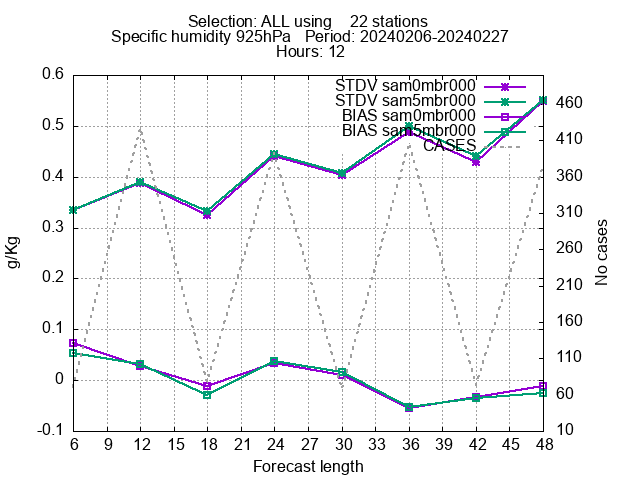 Selection: ALL using 22 stations
Specific humidity 925hPa Period: 20240206-20240227
Hours: 12
STDV sam0mbr000
STDV sam5mbr000
BIAS sam0mbr000
BIAS sam5mbr000
CASES
0.6
0.5
0.4
0.3
0.2
0.1
0
-0.1
g/Kg
460
410
360
310
260
210
160
110
60
10
No cases
6 9 12 15 18 21 24 27 30 33 36 39 42 45 48
Forecast length